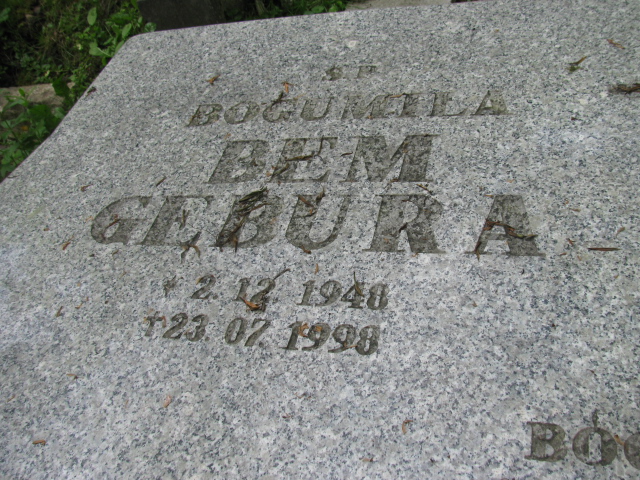 ŚP
BOGUMIŁA
BEM
GEBURA
* 2 12 1948
†23 07 1998